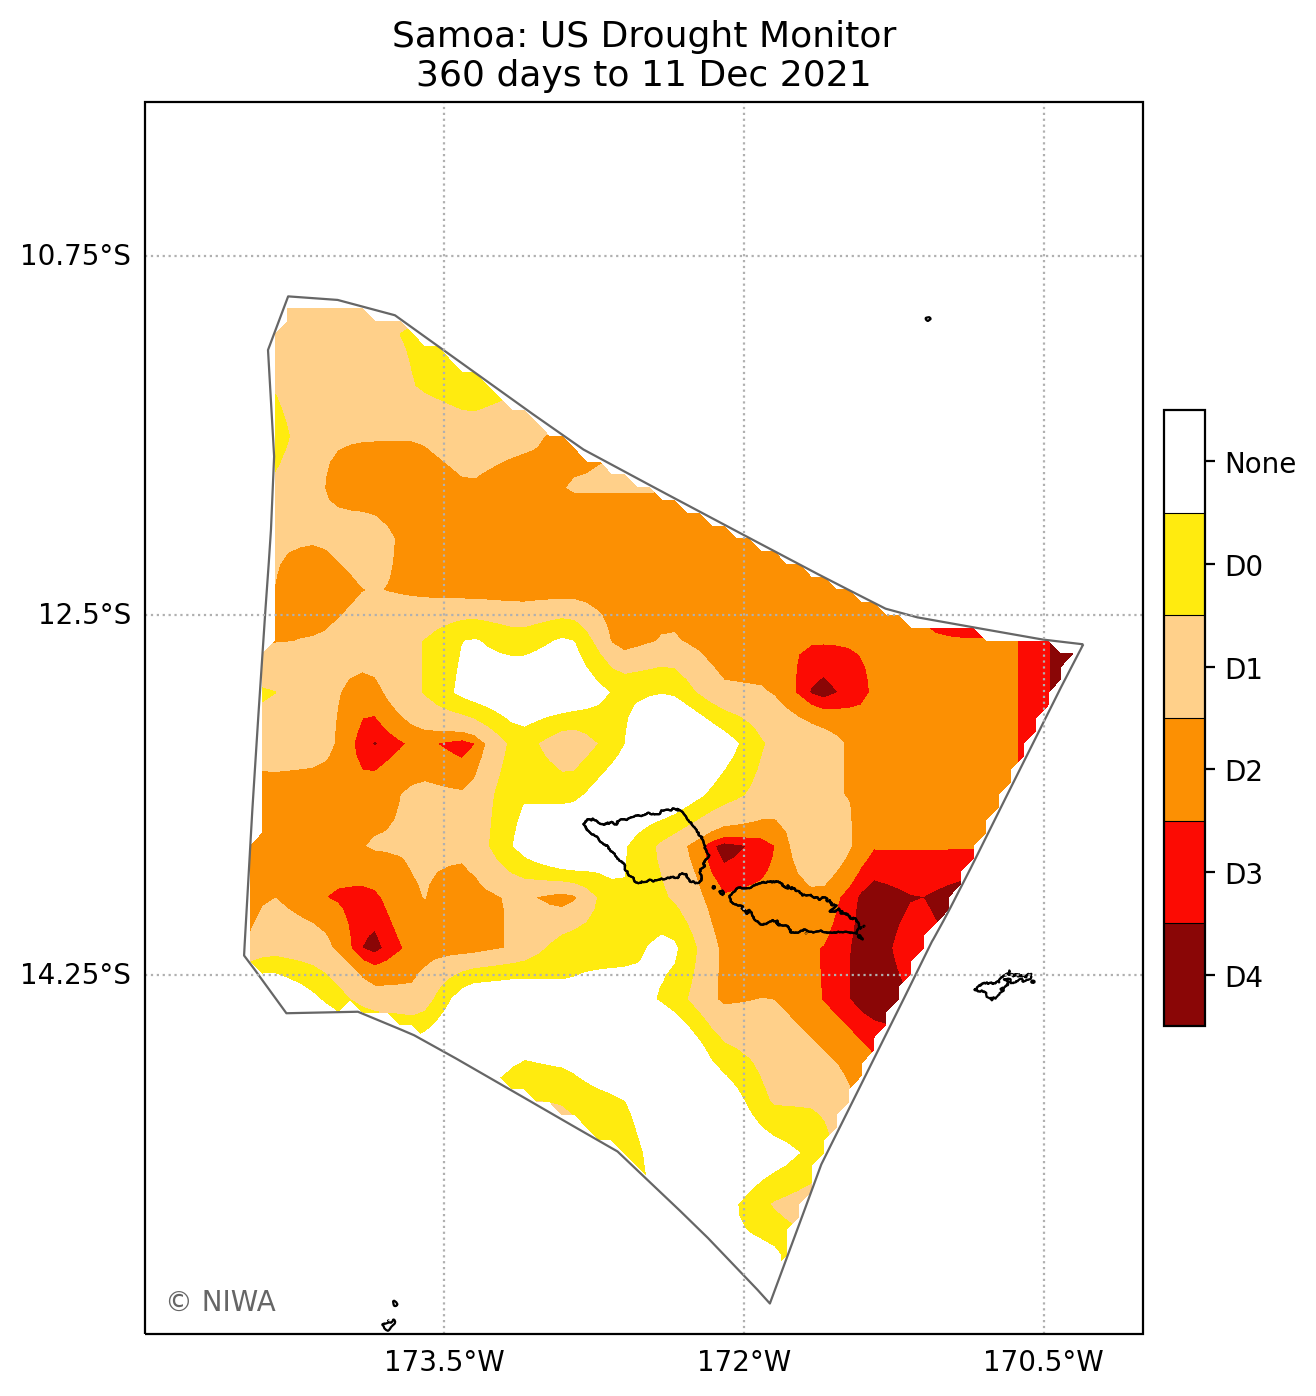 Samoa: US Drought Monitor
360 days to 11 Dec 2021
10.75°S
12.5°S
14.25°S
173.5°W
172°W
170.5°W
None
D0
D1
D2
D3
D4
© NIWA